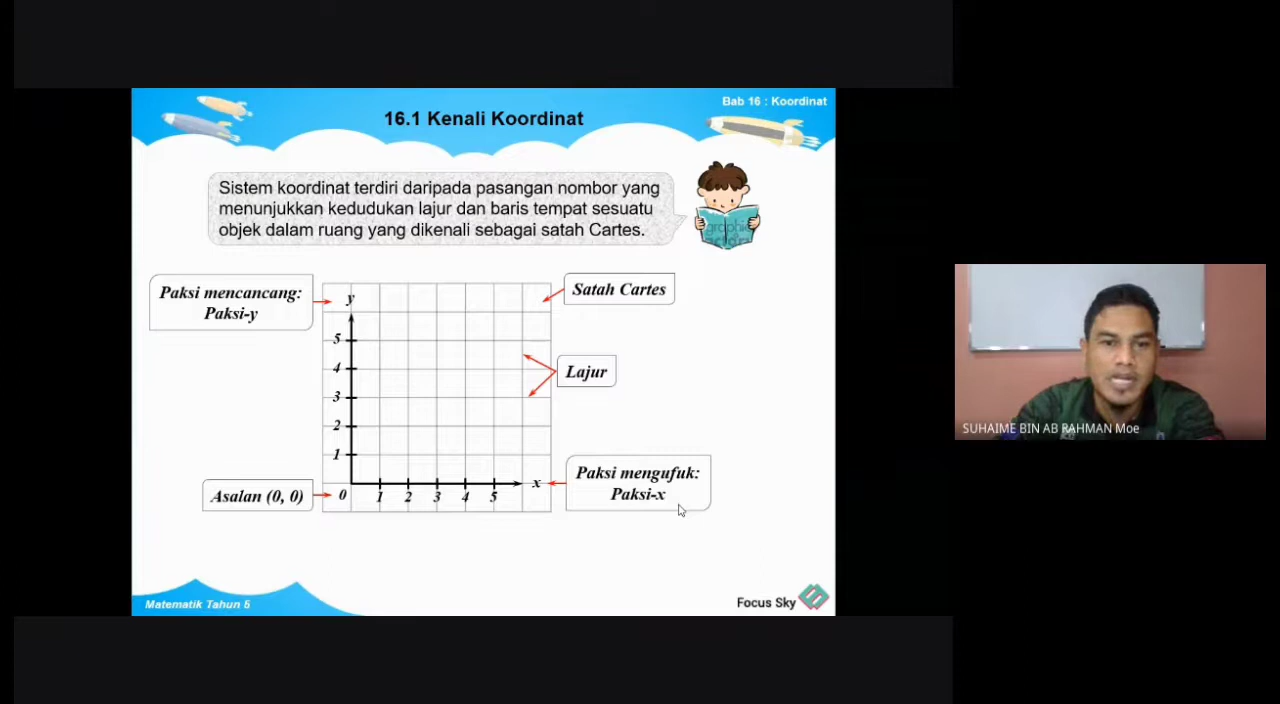 Bab 16 : Koordinat
16.1 Kenali Koordinat
Sistem koordinat terdiri daripada pasangan nombor yang
menunjukkan kedudukan lajur dan baris tempat sesuatu
objek dalam ruang yang dikenali sebagai satah Cartes.
Paksi mencancang:
Paksi-y
y
Satah Cartes
5
4
3
2
1
Lajur
Paksi mengufuk:
Paksi-x
x
Asalan (0, 0)
0 1 2 3 4 5
SUHAIME BIN AB RAHMAN Moe
Matematik Tahun 5
Focus Sky